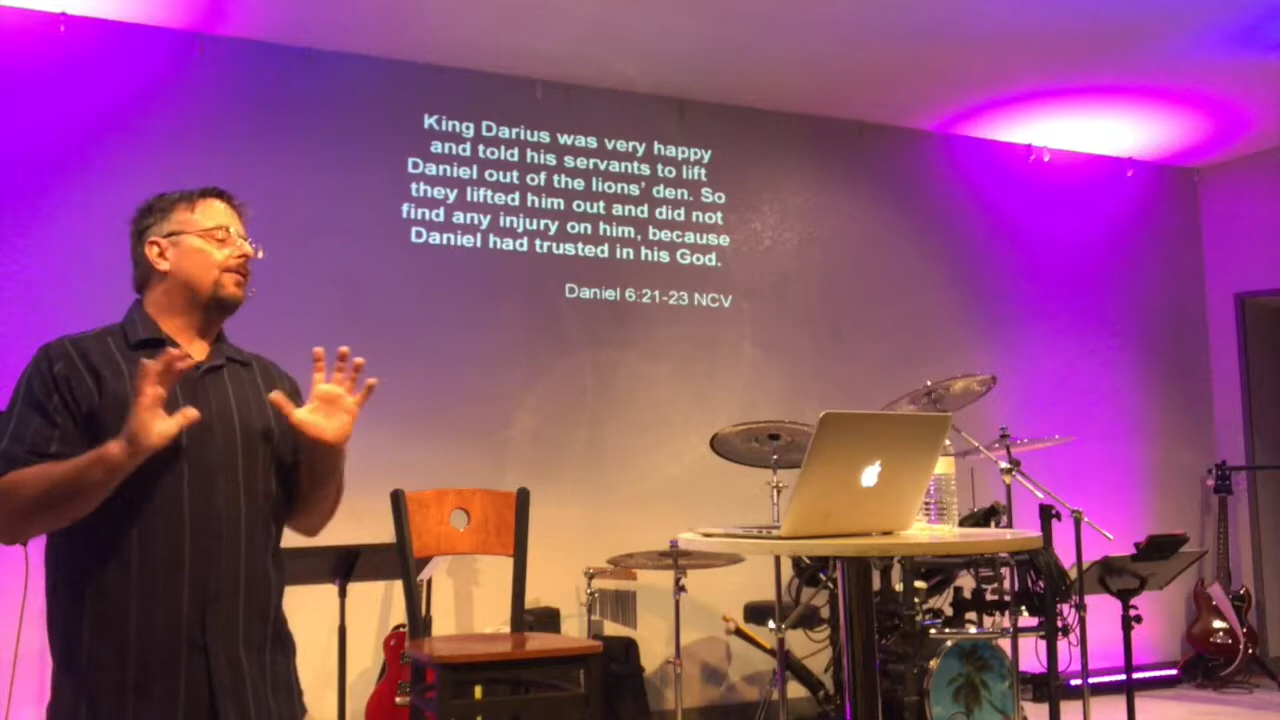 King Darius was very happy
and told his servants to lift
Daniel out of the lions’ den. So
they lifted him out and did not
find any injury on him, because
Daniel had trusted in his God.
Daniel 6:21-23 NCV